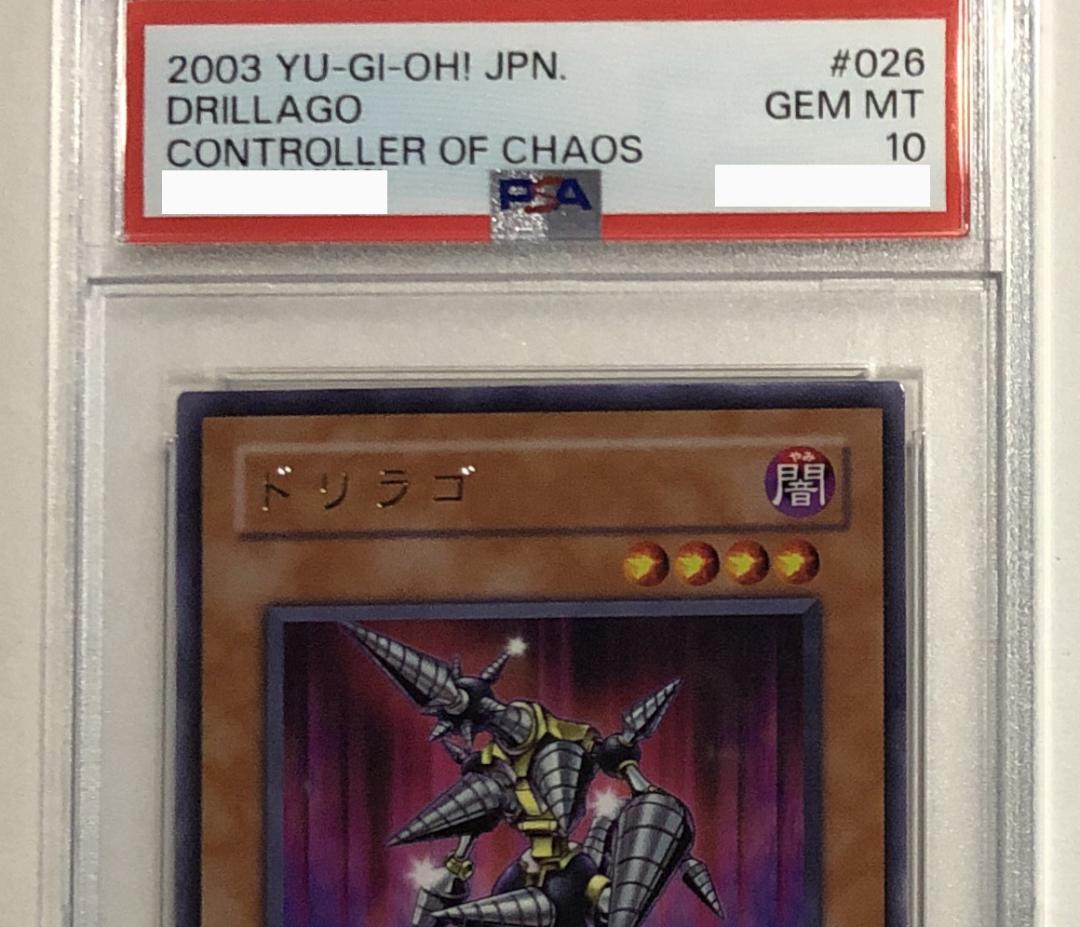 2003 YU-GI-OH! JPN. #026
DRILLAGO GEM MT
CONTROLLER OF CHAOS 10
PSA
ドリラゴ
やみ
闇